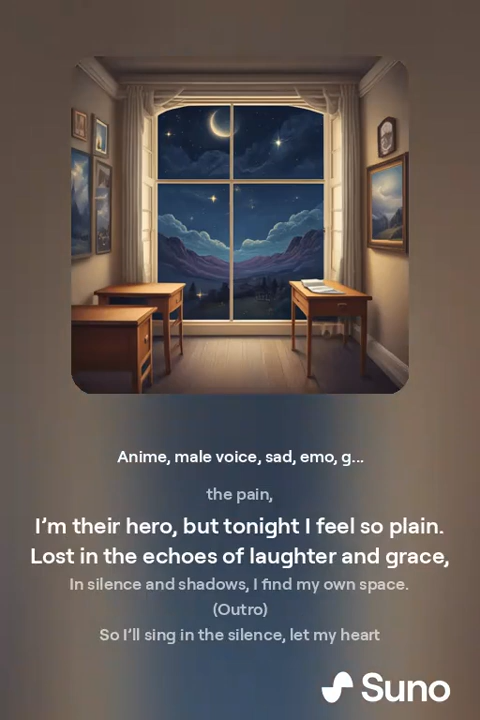 Anime, male voice, sad, emo, g...
the pain,
I'm their hero, but tonight I feel so plain.
Lost in the echoes of laughter and grace,
In silence and shadows, I find my own space.
(Outro)
So I'll sing in the silence, let my heart
Suno